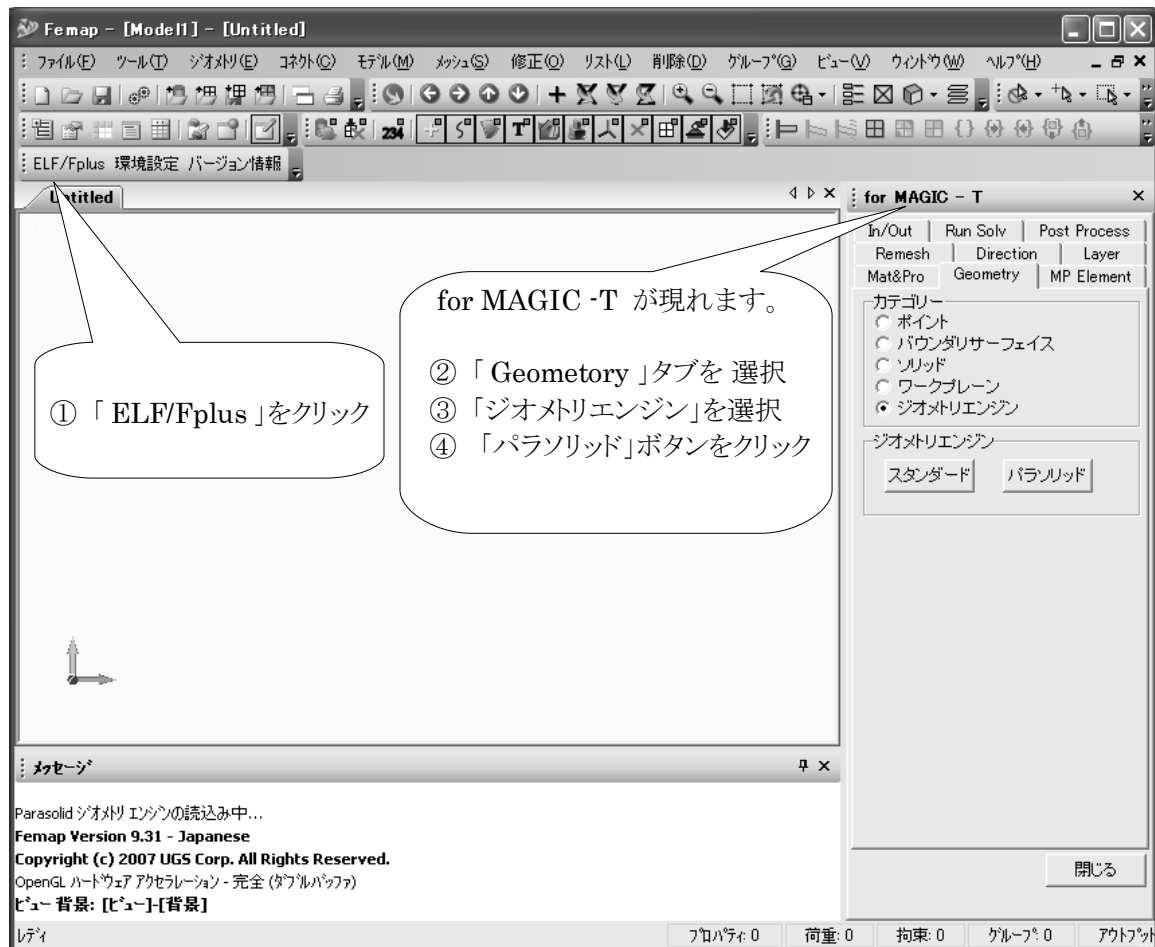 Femap - [Model1] - [Untitled]
ファイル(F) ツール(T) ジオメトリ(E) コネクト(C) モデル(M) メッシュ(S) 修正(O) リスト(L) 削除(D) グループ(G) ビュー(V) ウィンドウ(W) ヘルプ(H)
234
ELF/Fplus 環境設定 バージョン情報
Untitled
for MAGIC - T
In/Out Run Solv Post Process
Remesh Direction Layer
Mat&Pro Geometry MP Element
カテゴリー
ポイント
バウンダリサーフェイス
ソリッド
ワークプレーン
ジオメトリエンジン
ジオメトリエンジン
スタンダード パラソリッド
閉じる
①「 ELF/Fplus 」をクリック
for MAGIC -T が現れます。
②「 Geometory 」タブを 選択
③「ジオメトリエンジン」を選択
④ 「パラソリッド」ボタンをクリック
メッセージ
Parasolid ジオメトリ エンジンの読込み中...
Femap Version 9.31 - Japanese
Copyright (c) 2007 UGS Corp. All Rights Reserved.
OpenGL ハードウェア アクセラレーション - 完全 (ダブルバッファ)
ビュー 背景: [ビュー]-[背景]
レディ プロパティ: 0 荷重: 0 拘束: 0 グループ: 0 アウトプット